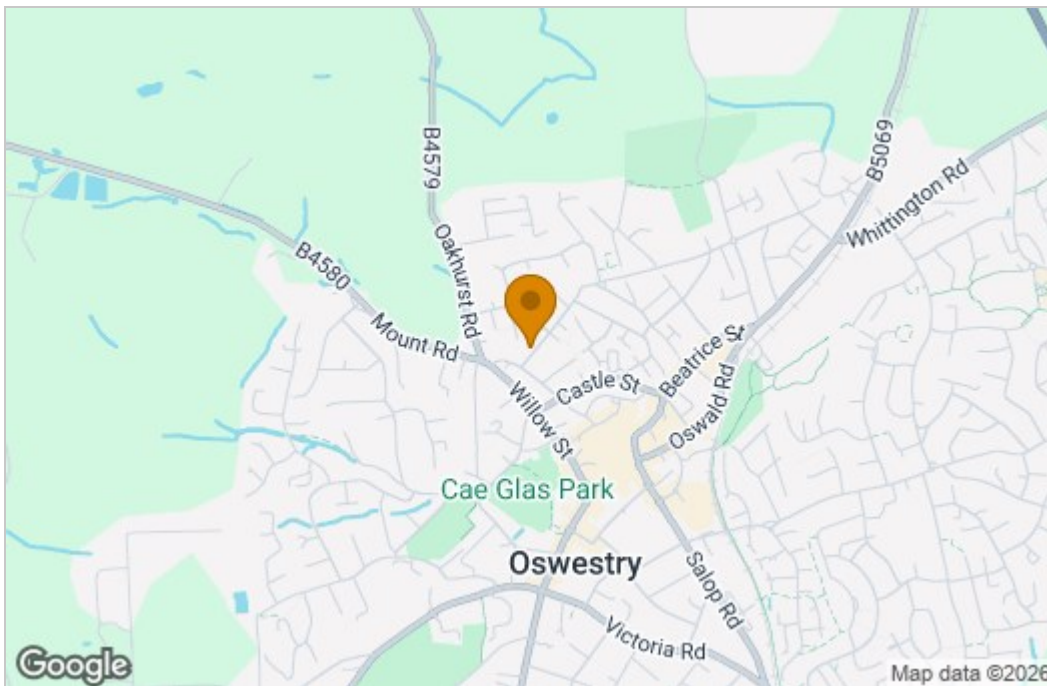 B4579
B5069
Whittington Rd
Oakhurst Rd
B4580
Mount Rd
Beatrice St
Castle St
Willow St
Oswald Rd
Cae Glas Park
Oswestry
Salop Rd
Victoria Rd
Google
Map data ©2026